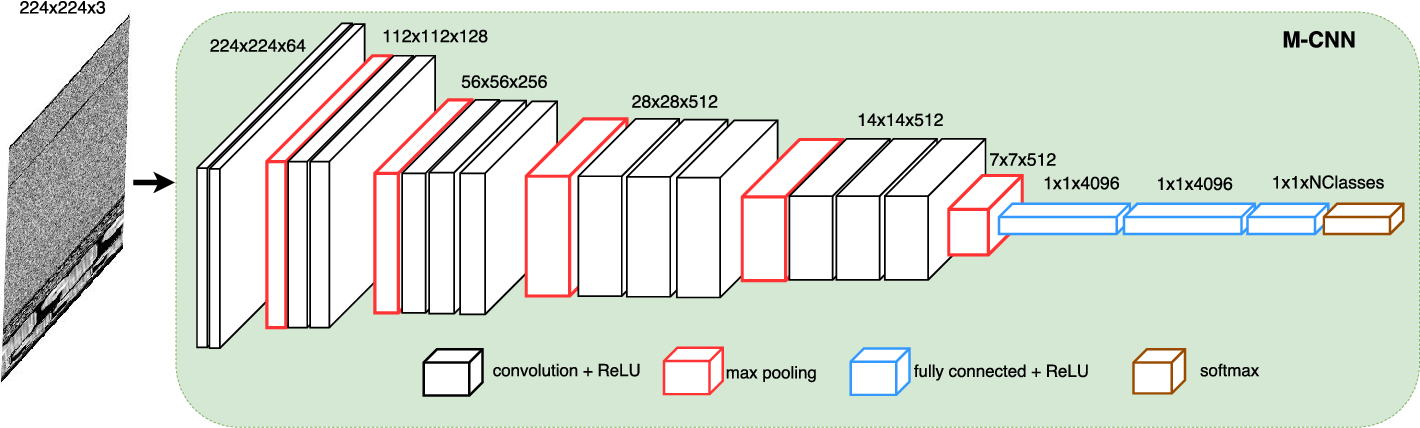 224x224x3
M-CNN
224x224x64
112x112x128
56x56x256
28x28x512
14x14x512
7x7x512
1x1x4096
1x1x4096
1x1xNClasses
convolution + ReLU
max pooling
fully connected + ReLU
softmax